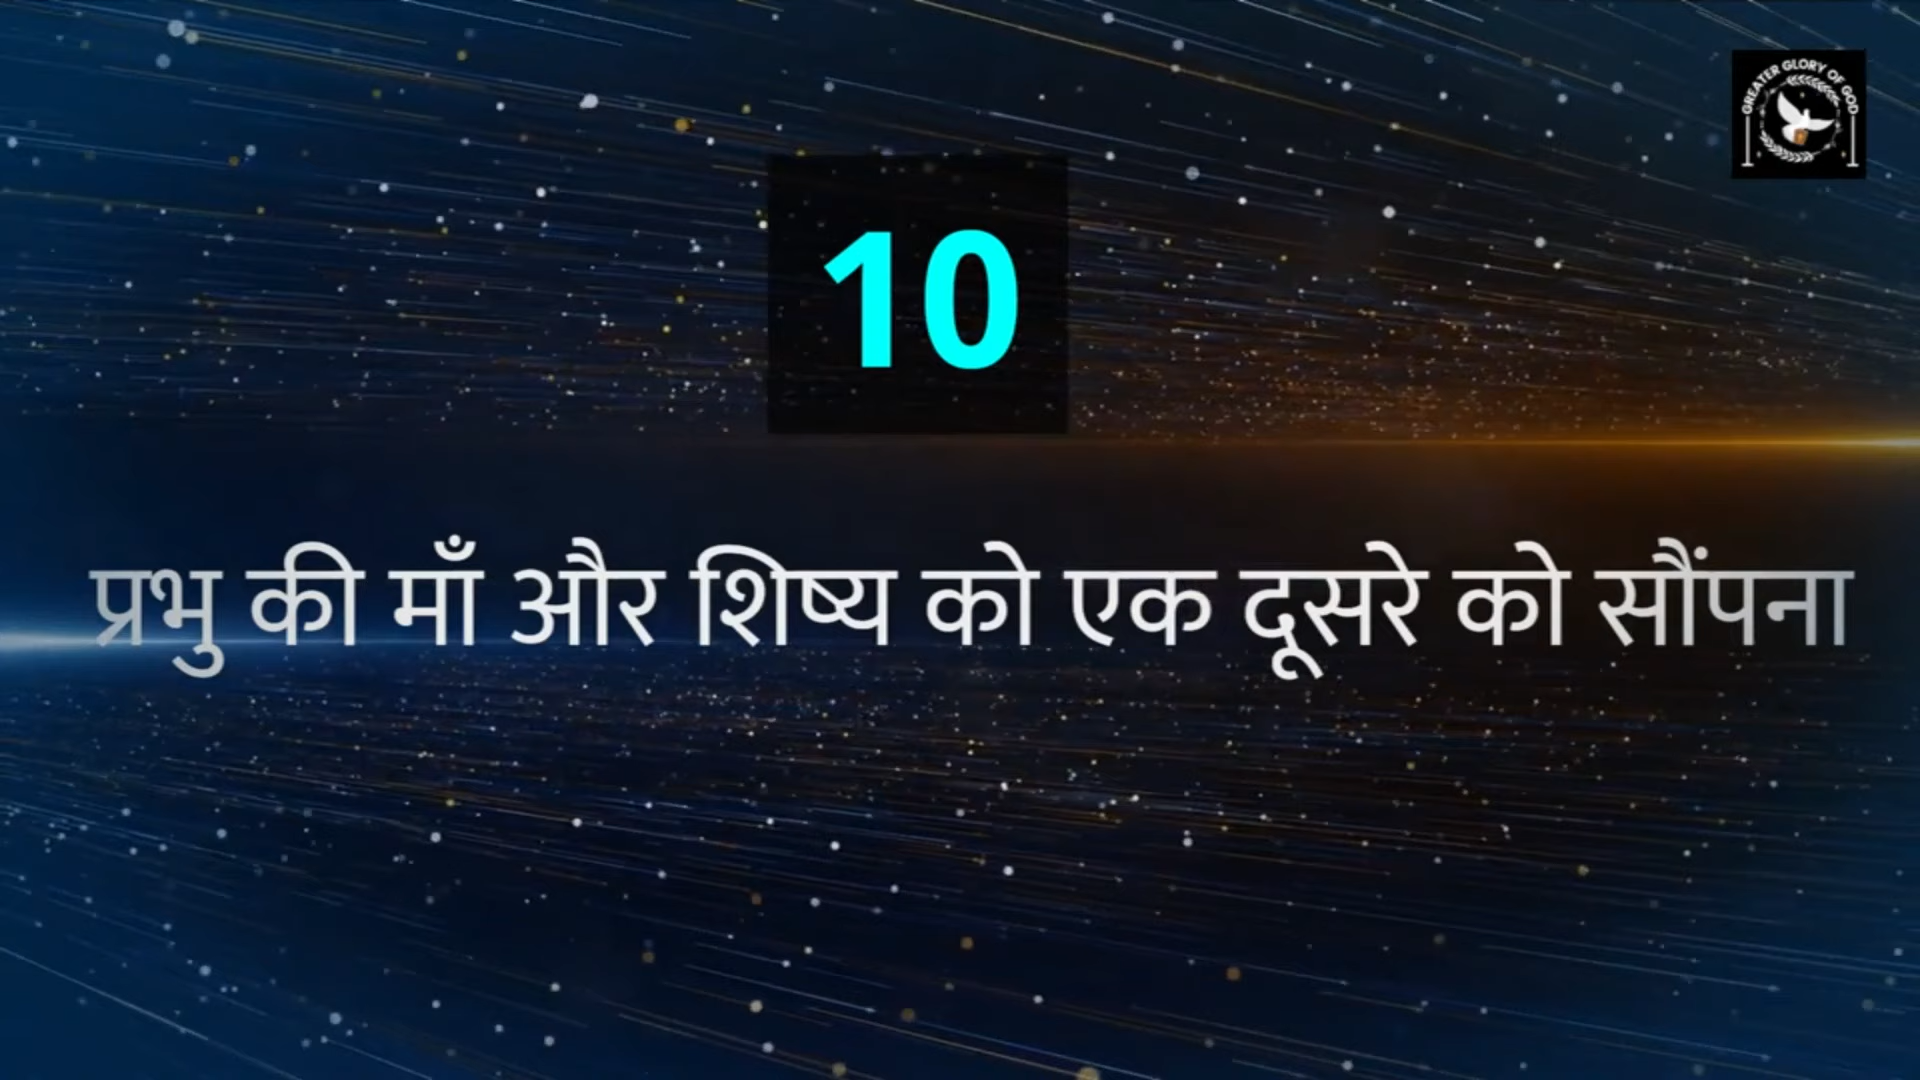 GREATER GLORY OF GOD
10
प्रभु की माँ और शिष्य को एक दूसरे को सौंपना